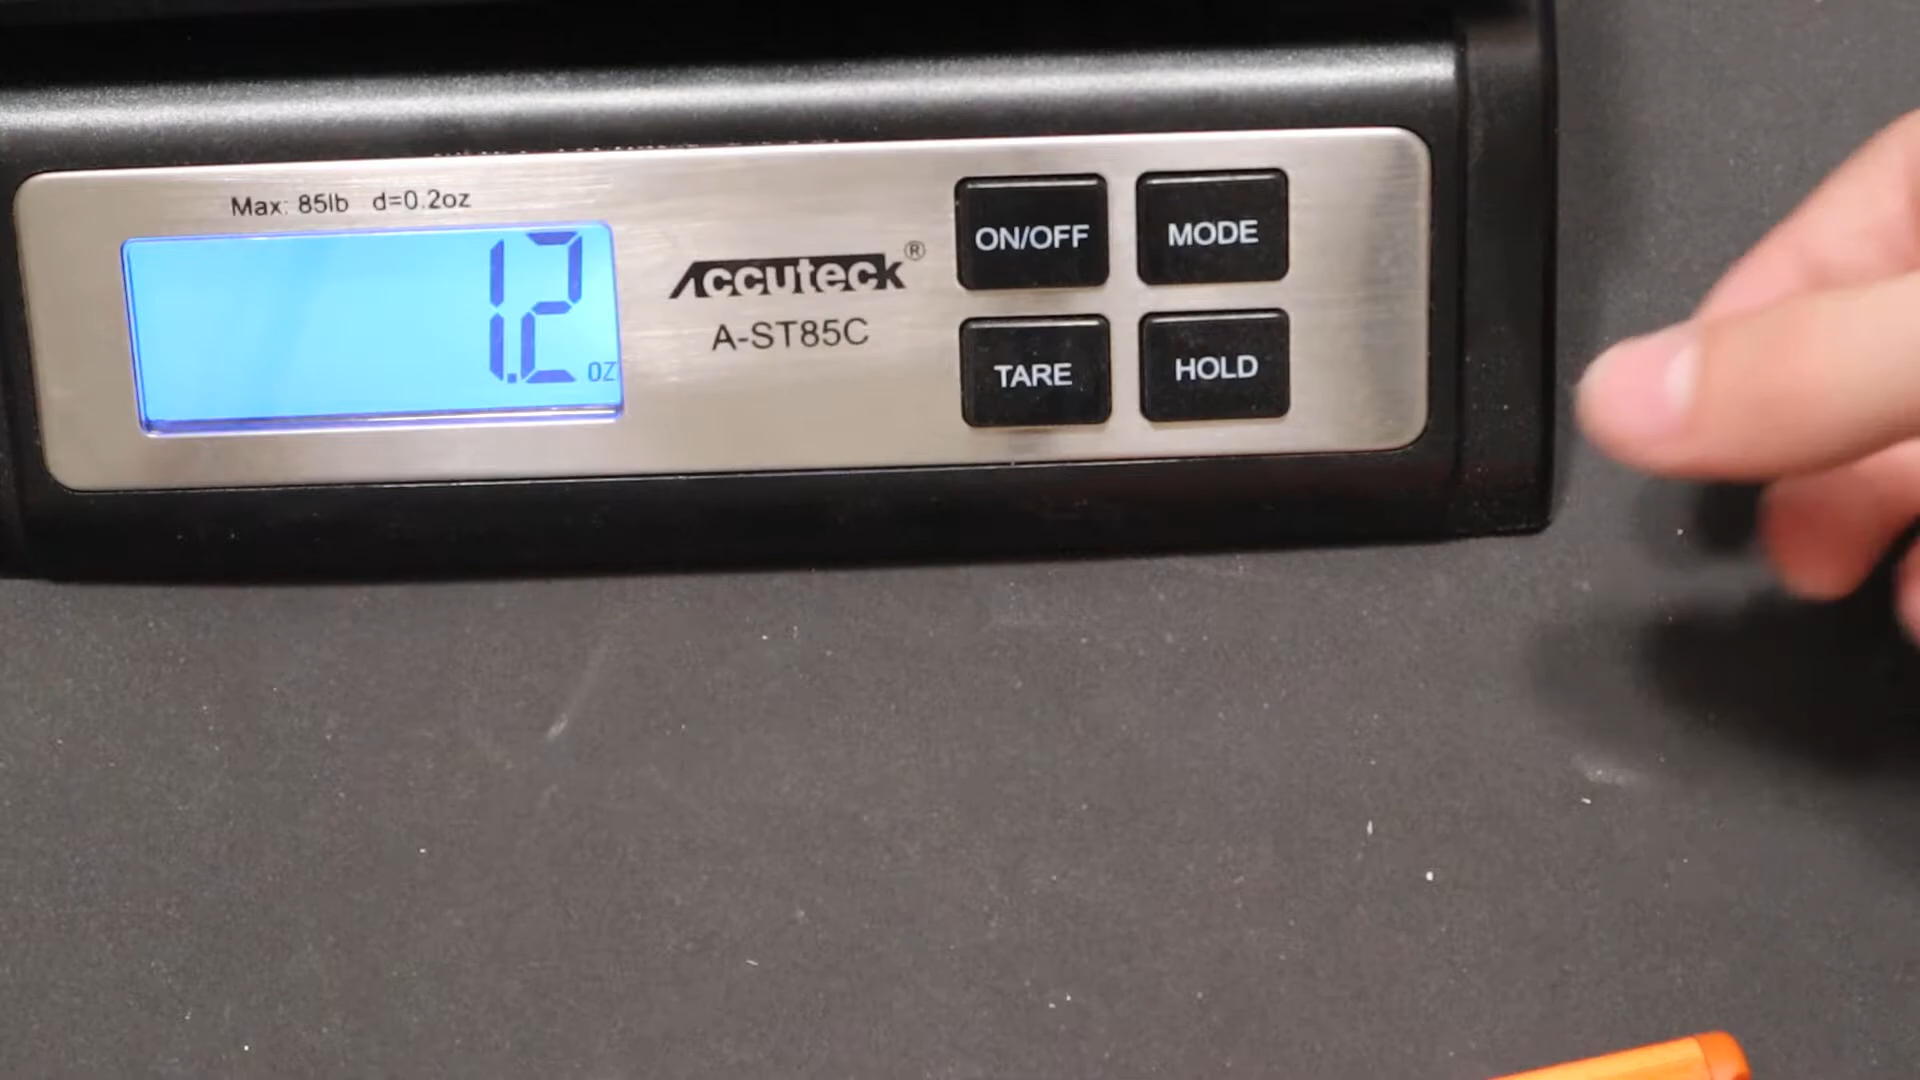 Max: 85lb d=0.2oz
1.2 oz
Accuteck®
A-ST85C
ON/OFF
MODE
TARE
HOLD